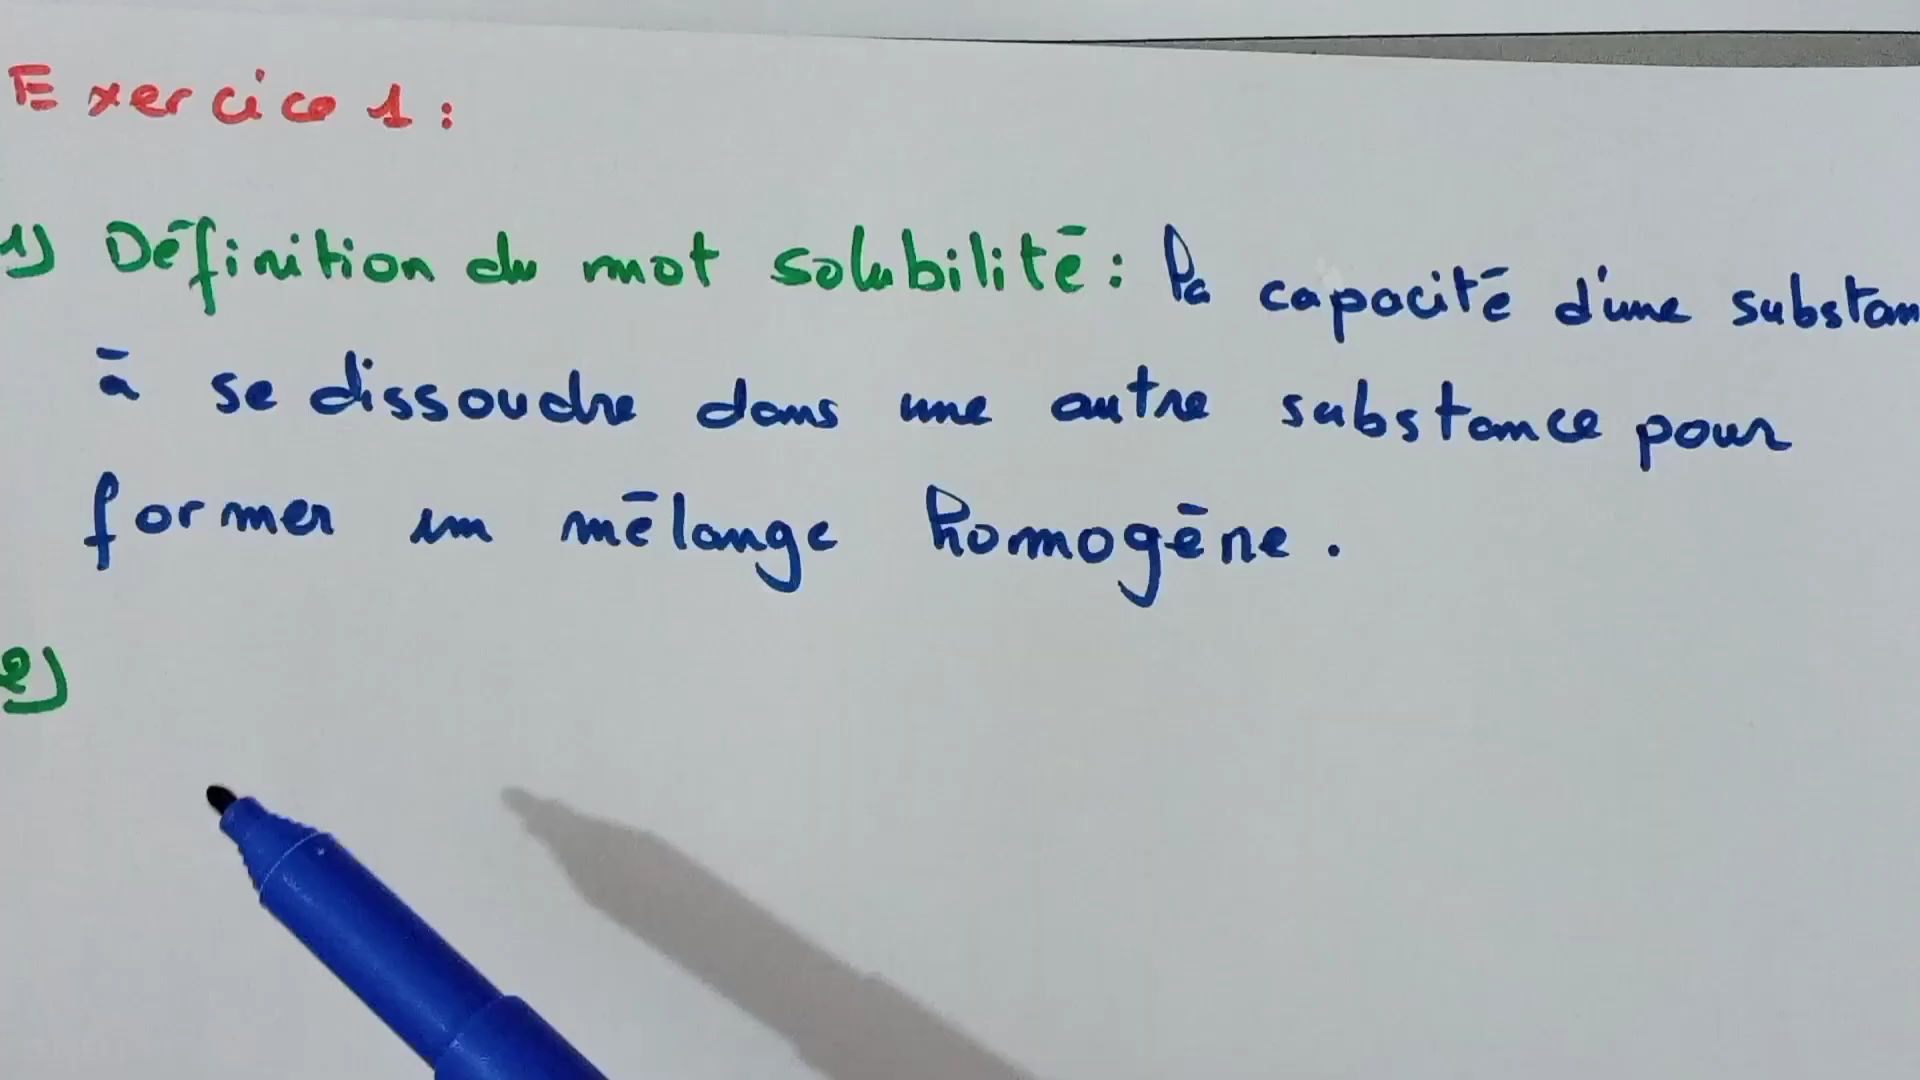 Exercice 1:
1) Définition du mot solubilité: la capacité d'une substan
à se dissoudre dans une autre substance pour
former un mélange homogène.
2)